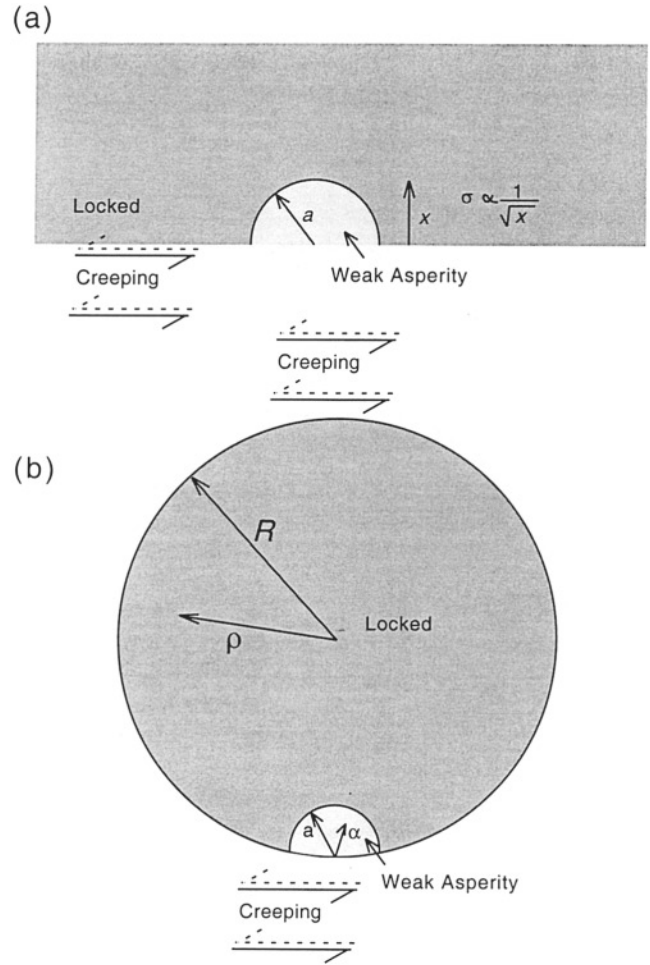 (a)
Locked
a
x
σ ∝ 1/√x
Creeping
Weak Asperity
Creeping
(b)
R
Locked
ρ
a
α
Weak Asperity
Creeping